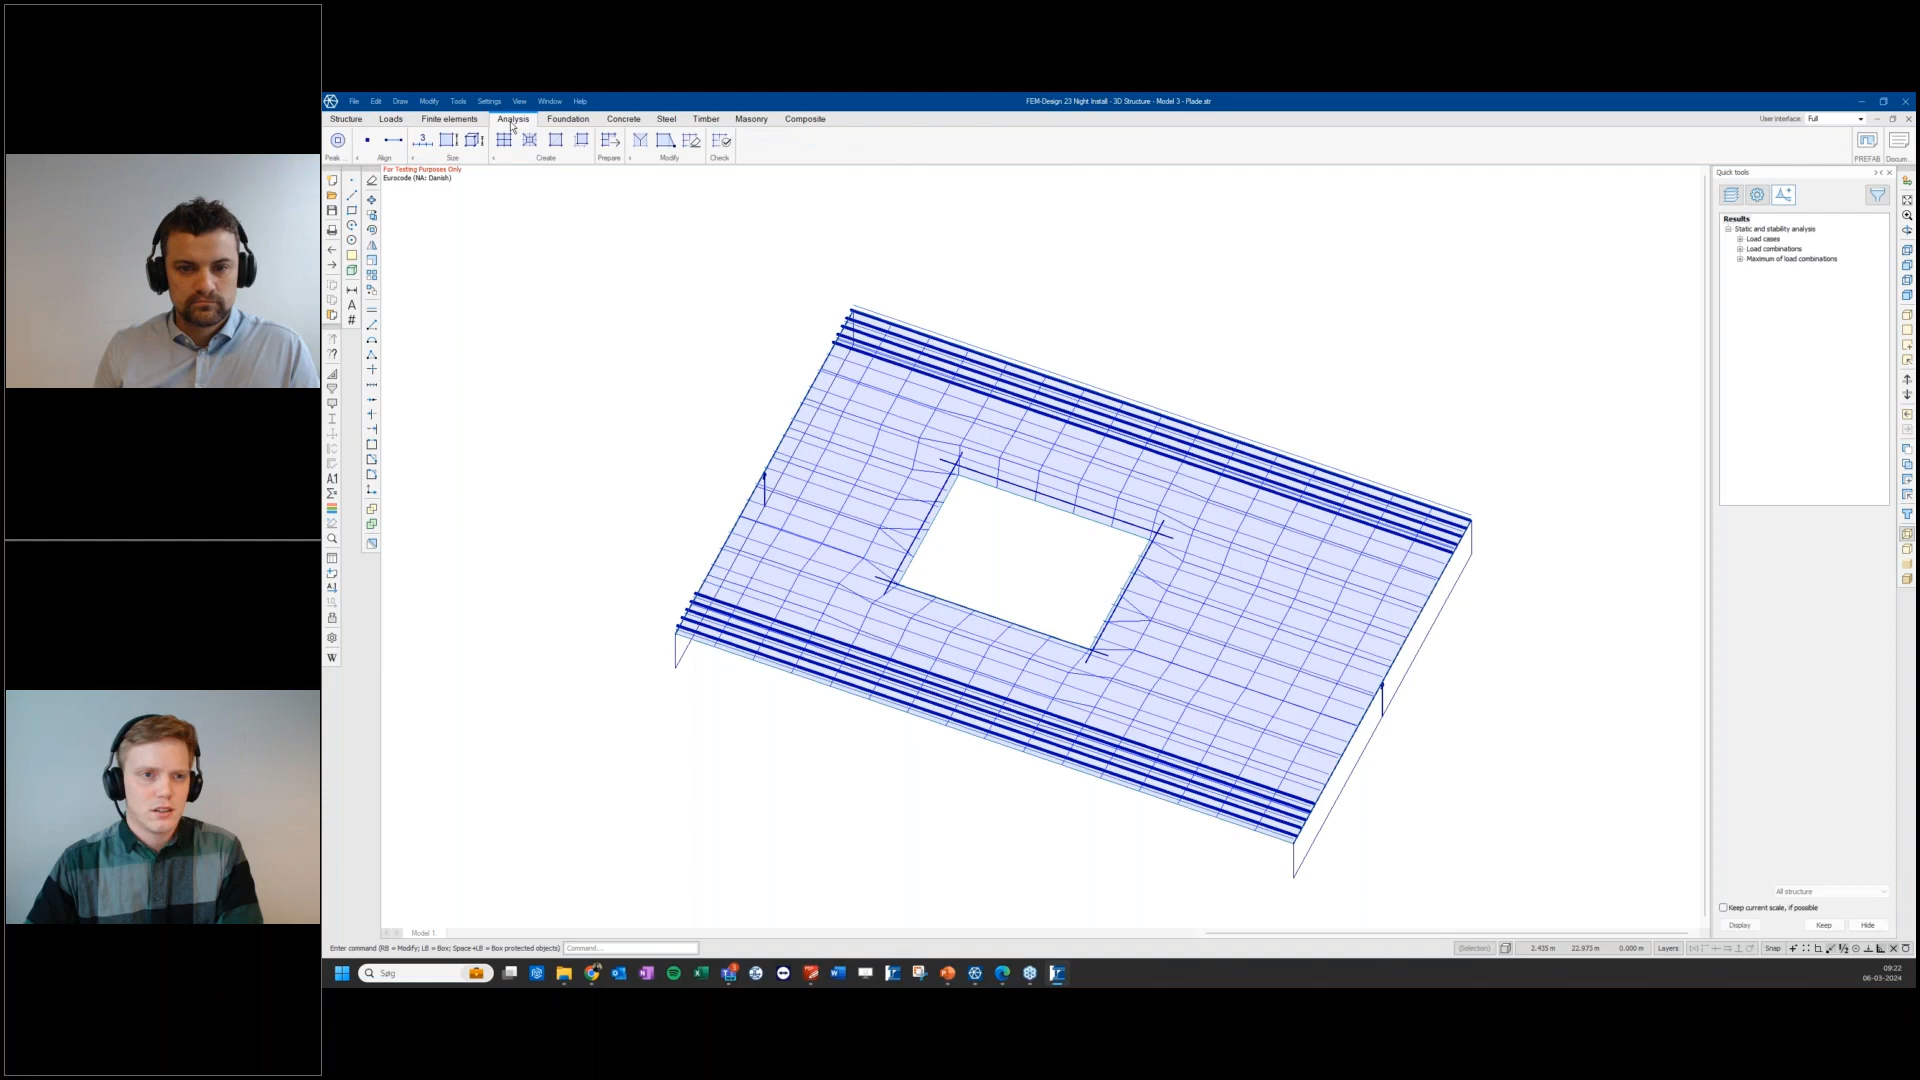 File Edit Draw Modify Tools Settings View Window Help
FEM-Design 23 Night Install - 3D Structure - Model 3 - Plade.str
Structure Loads Finite elements Analysis Foundation Concrete Steel Timber Masonry Composite
User interface: Full
Peak ... Align Size Create Prepare Modify Check
PREFAB Docum...
For Testing Purposes Only
Eurocode (NA: Danish)
Quick tools
Results
Static and stability analysis
Load cases
Load combinations
Maximum of load combinations
All structure
Keep current scale, if possible
Display Keep Hide
Model 1
Enter command (RB = Modify; LB = Box; Space+LB = Box protected objects) Command...
(Selection) 2.435 m 22.973 m 0.000 m Layers Snap
Søg
09:22
06-03-2024